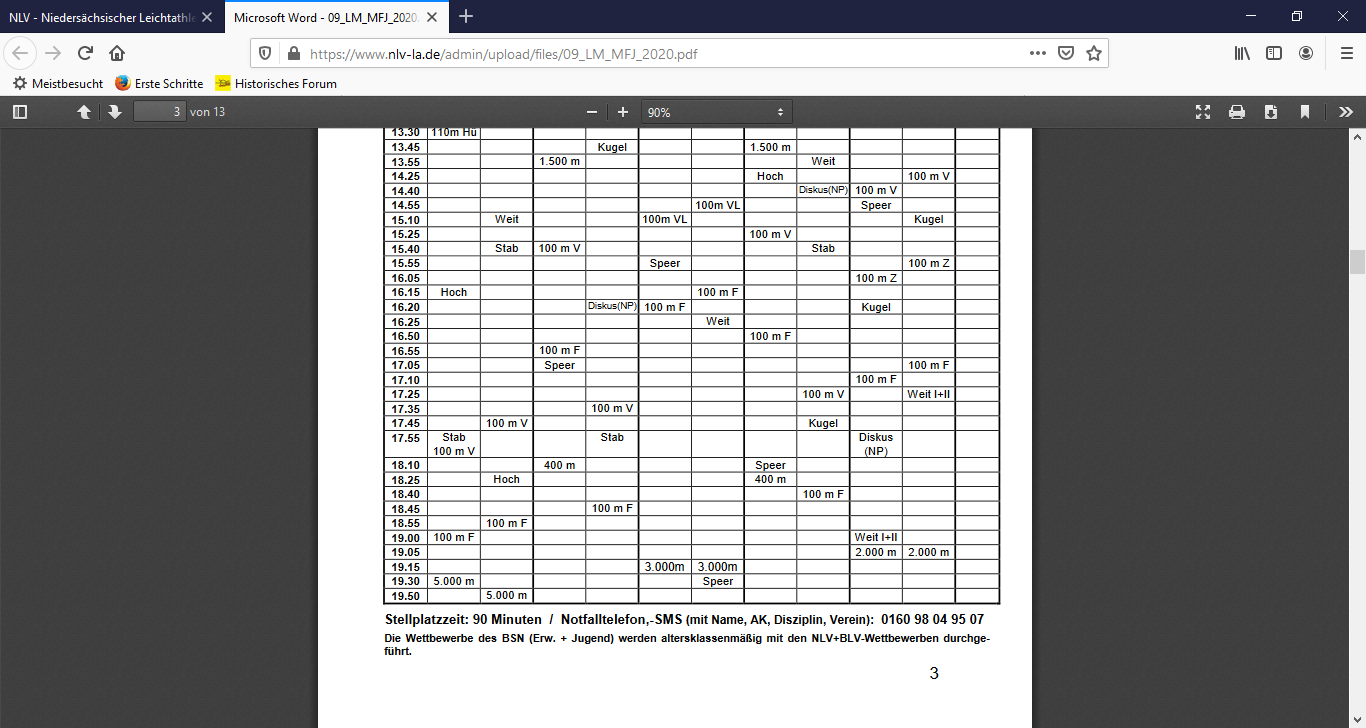 NLV - Niedersächsischer Leichtathle
Microsoft Word - 09_LM_MFJ_2020.
https://www.nlv-la.de/admin/upload/files/09_LM_MFJ_2020.pdf
Meistbesucht Erste Schritte Historisches Forum
3 von 13 90%
13.30 110m Hü
13.45 Kugel 1.500 m
13.55 1.500 m Weit
14.25 Hoch 100 m V
14.40 Diskus(NP) 100 m V
14.55 100m VL Speer
15.10 Weit 100m VL Kugel
15.25 100 m V
15.40 Stab 100 m V Stab
15.55 Speer 100 m Z
16.05 100 m Z
16.15 Hoch 100 m F
16.20 Diskus(NP) 100 m F Kugel
16.25 Weit
16.50 100 m F
16.55 100 m F
17.05 Speer 100 m F
17.10 100 m F
17.25 100 m V Weit I+II
17.35 100 m V
17.45 100 m V Kugel
17.55 Stab Stab Diskus
100 m V (NP)
18.10 400 m Speer
18.25 Hoch 400 m
18.40 100 m F
18.45 100 m F
18.55 100 m F
19.00 100 m F Weit I+II
19.05 2.000 m 2.000 m
19.15 3.000m 3.000m
19.30 5.000 m Speer
19.50 5.000 m
Stellplatzzeit: 90 Minuten / Notfalltelefon,-SMS (mit Name, AK, Disziplin, Verein): 0160 98 04 95 07
Die Wettbewerbe des BSN (Erw. + Jugend) werden altersklassenmäßig mit den NLV+BLV-Wettbewerben durchge-
führt.
3